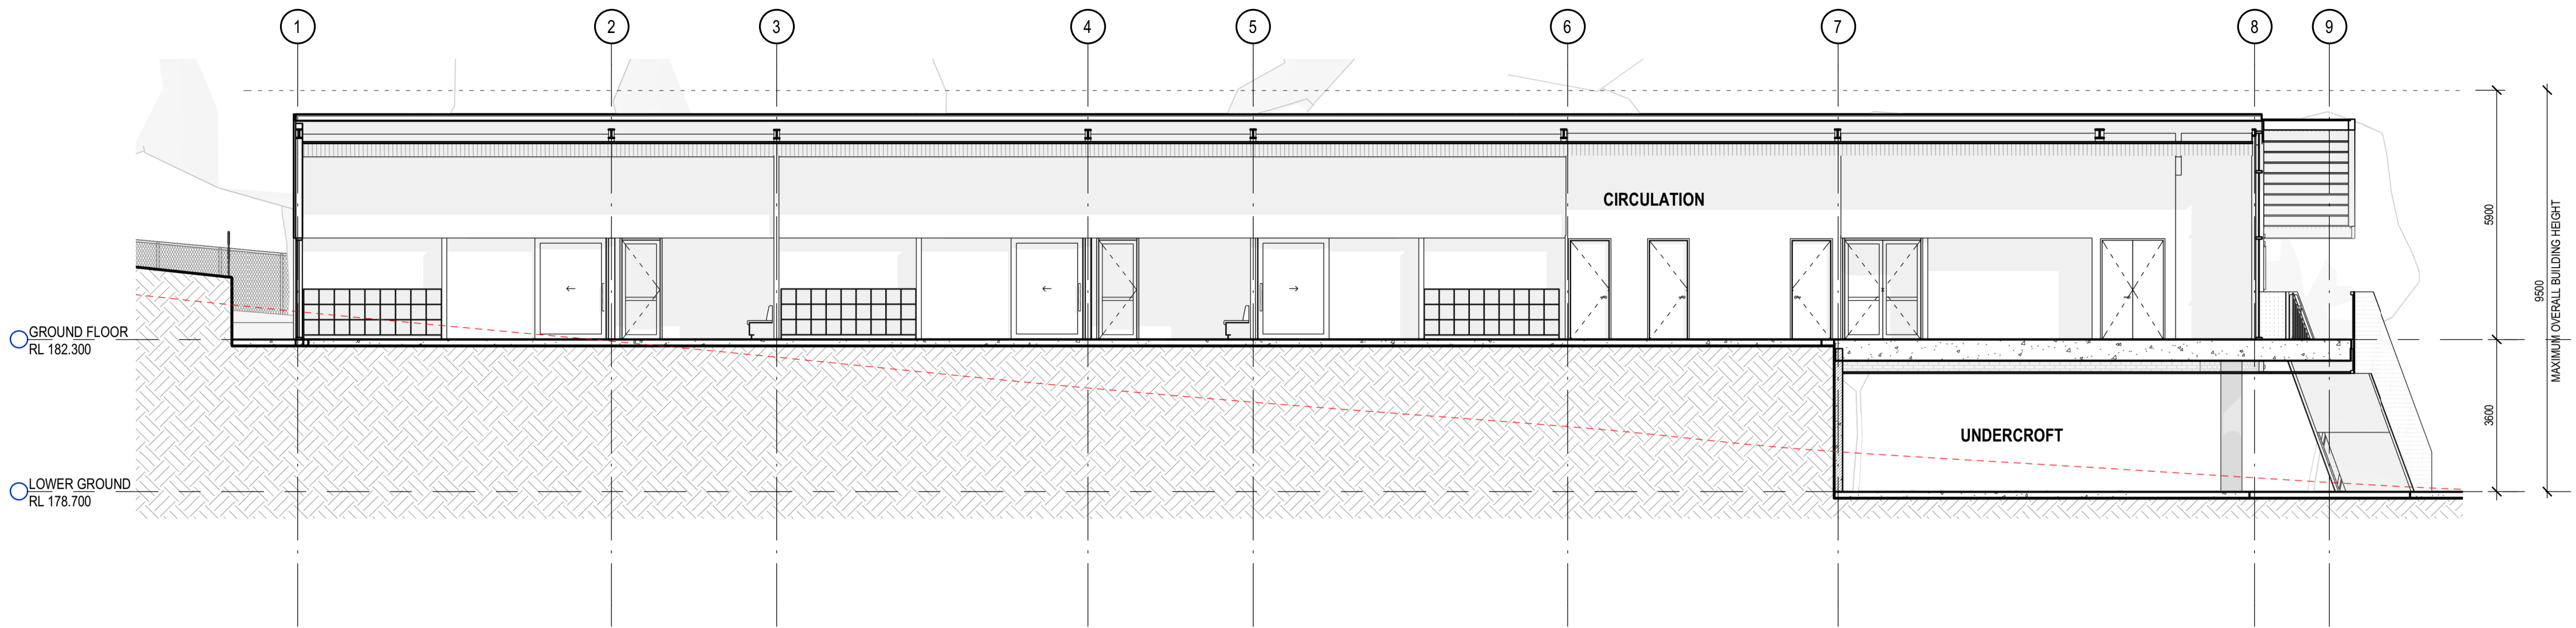 1 2 3 4 5 6 7 8 9
CIRCULATION
5900
9500
MAXIMUM OVERALL BUILDING HEIGHT
GROUND FLOOR
RL 182.300
3600
UNDERCROFT
LOWER GROUND
RL 178.700